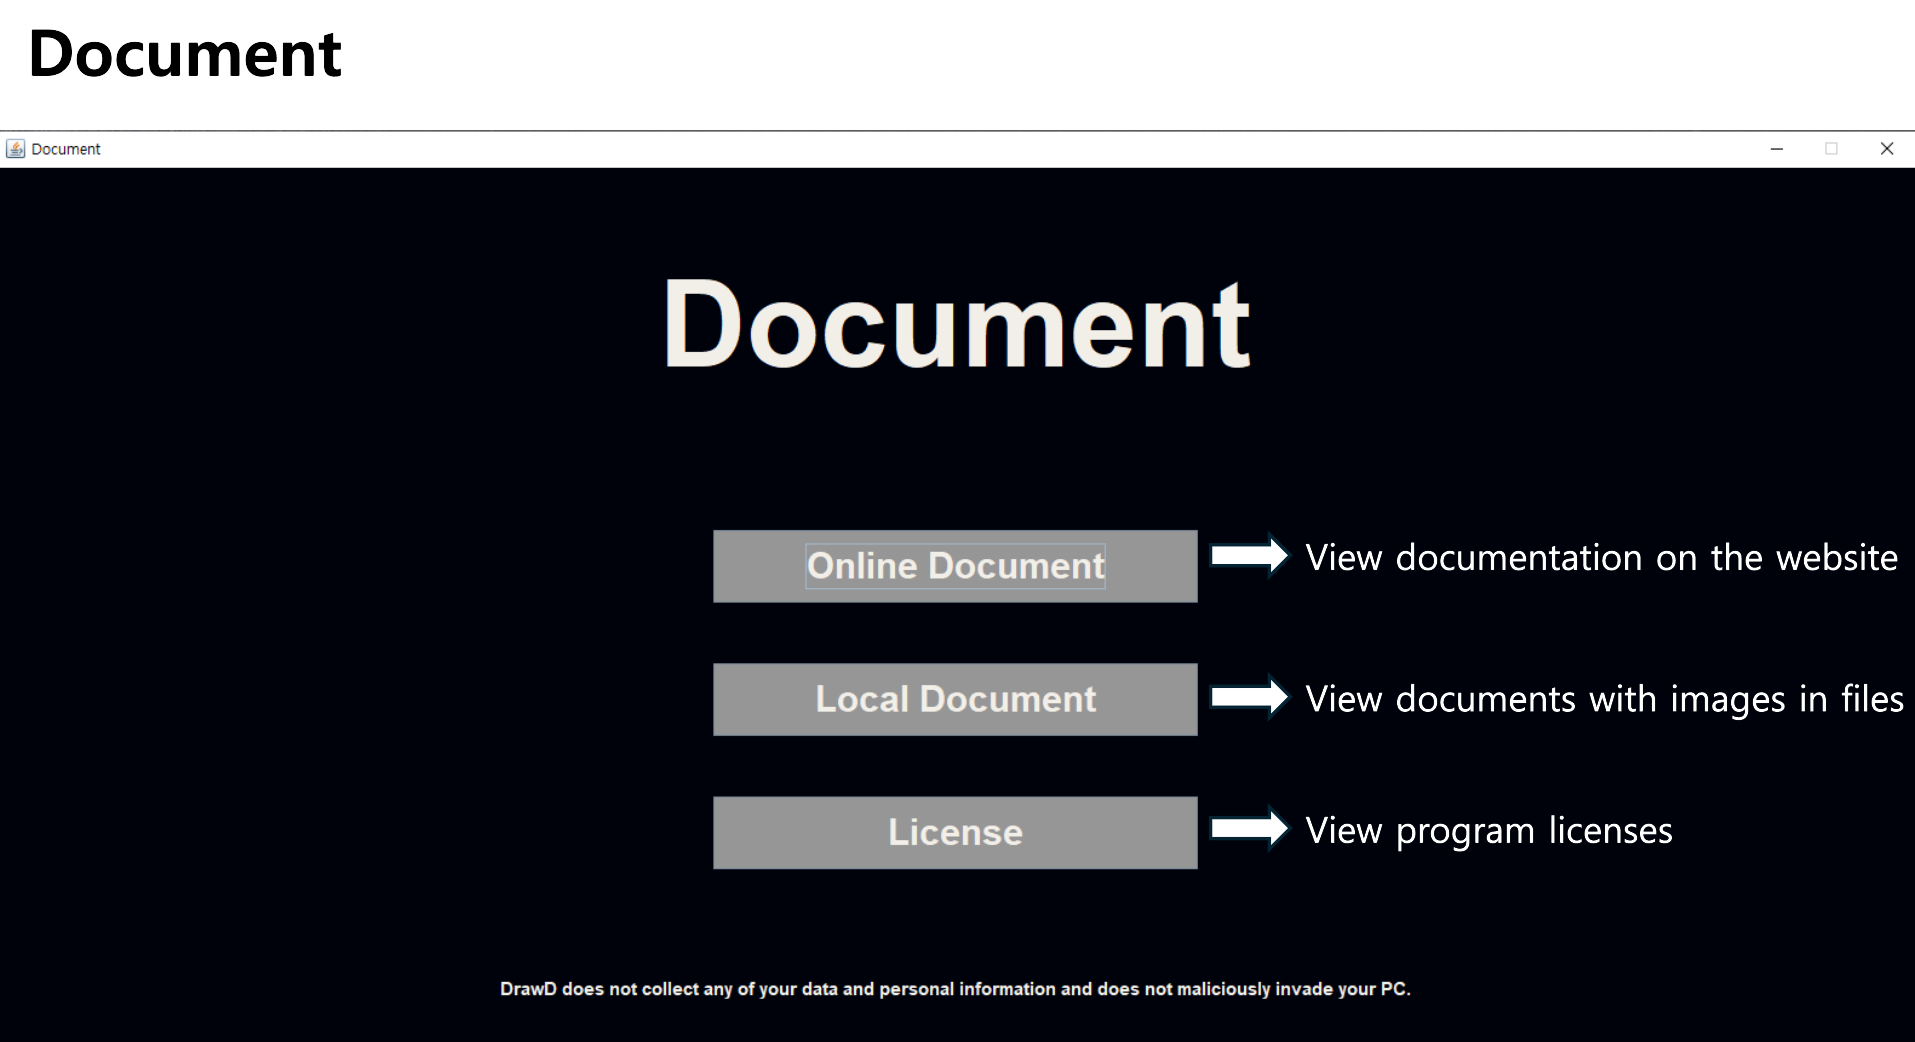 Document
Document
Document
Online Document
View documentation on the website
Local Document
View documents with images in files
License
View program licenses
DrawD does not collect any of your data and personal information and does not maliciously invade your PC.